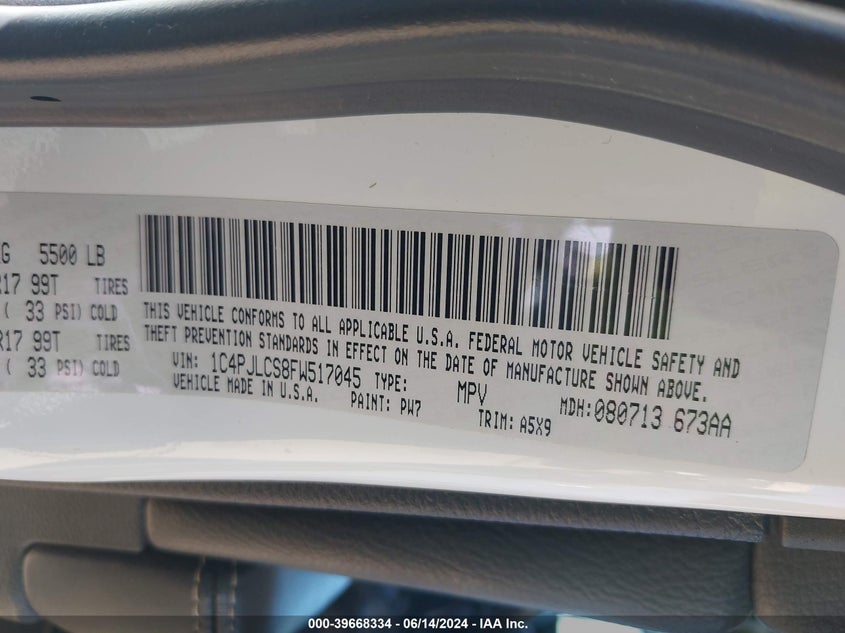 G 5500 LB
R17 99T TIRES
( 33 PSI) COLD
R17 99T TIRES
( 33 PSI) COLD
THIS VEHICLE CONFORMS TO ALL APPLICABLE U.S.A. FEDERAL MOTOR VEHICLE SAFETY AND
THEFT PREVENTION STANDARDS IN EFFECT ON THE DATE OF MANUFACTURE SHOWN ABOVE.
VIN: 1C4PJLCS8FW517045 TYPE: MPV MDH:080713 673AA
VEHICLE MADE IN U.S.A. PAINT: PW7 TRIM: A5X9
000-39668334 - 06/14/2024 - IAA Inc.